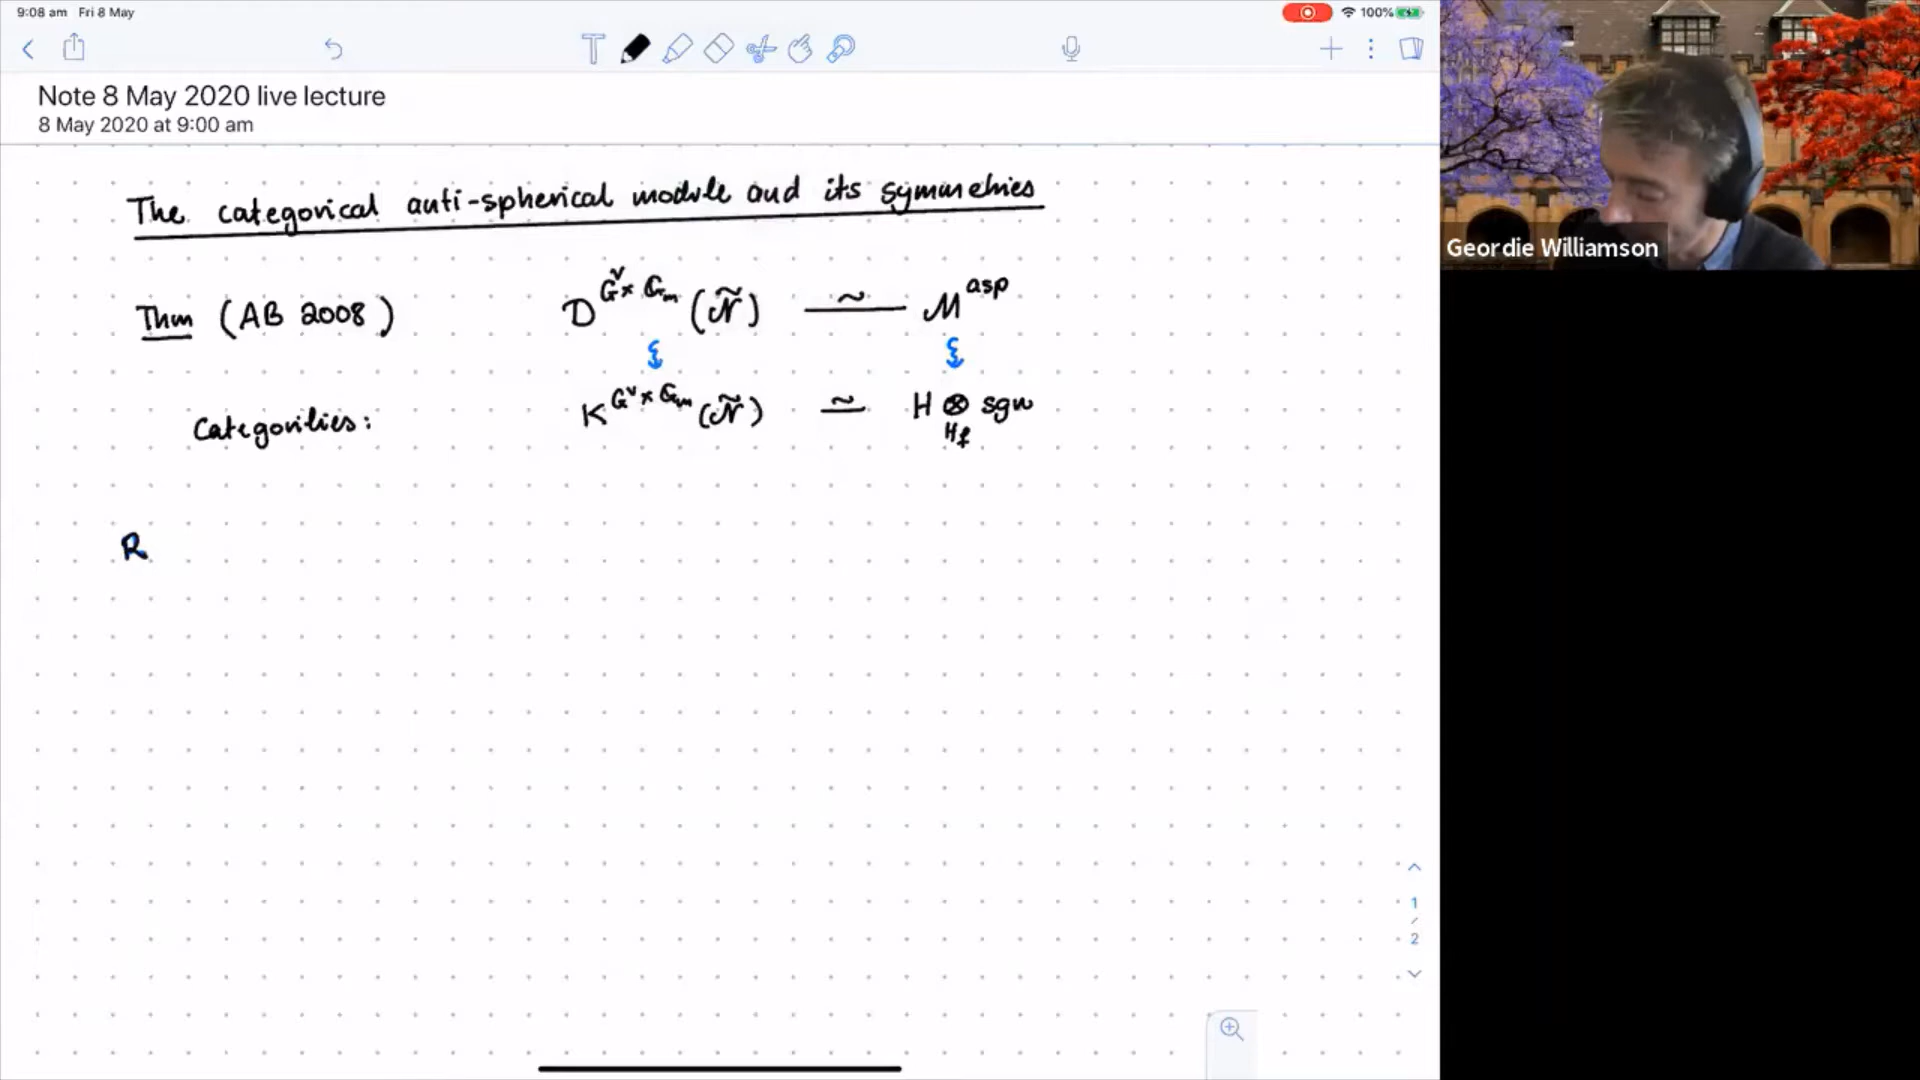 9:08 am Fri 8 May
100%
Note 8 May 2020 live lecture
8 May 2020 at 9:00 am
The categorical anti-spherical module and its symmetries
Thm (AB 2008) D^{G^∨ × G_m}(Ñ) ≃ M^{asp}
Categorifies: K^{G^∨ × G_m}(Ñ) ≃ H ⊗_{H_f} sgn
R
1
2
Geordie Williamson